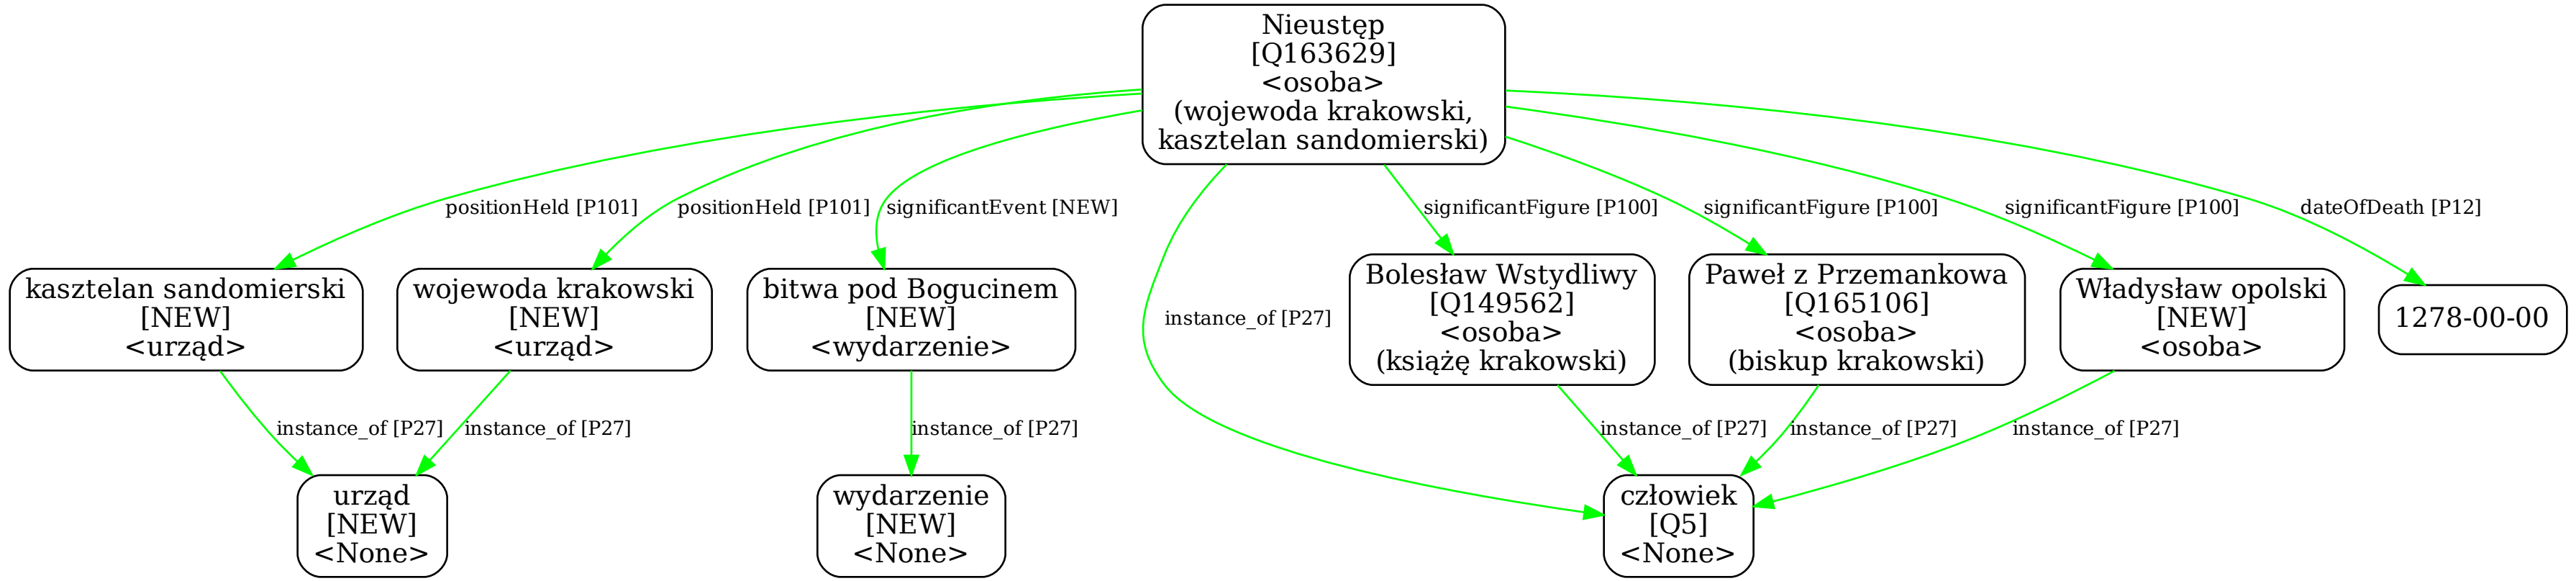 Nieustęp
[Q163629]
<osoba>
(wojewoda krakowski,
kasztelan sandomierski)
positionHeld [P101]
positionHeld [P101]
significantEvent [NEW]
significantFigure [P100]
significantFigure [P100]
significantFigure [P100]
dateOfDeath [P12]
kasztelan sandomierski
[NEW]
<urząd>
wojewoda krakowski
[NEW]
<urząd>
bitwa pod Bogucinem
[NEW]
<wydarzenie>
instance_of [P27]
Bolesław Wstydliwy
[Q149562]
<osoba>
(książę krakowski)
Paweł z Przemankowa
[Q165106]
<osoba>
(biskup krakowski)
Władysław opolski
[NEW]
<osoba>
1278-00-00
instance_of [P27]
instance_of [P27]
instance_of [P27]
instance_of [P27]
instance_of [P27]
instance_of [P27]
urząd
[NEW]
<None>
wydarzenie
[NEW]
<None>
człowiek
[Q5]
<None>